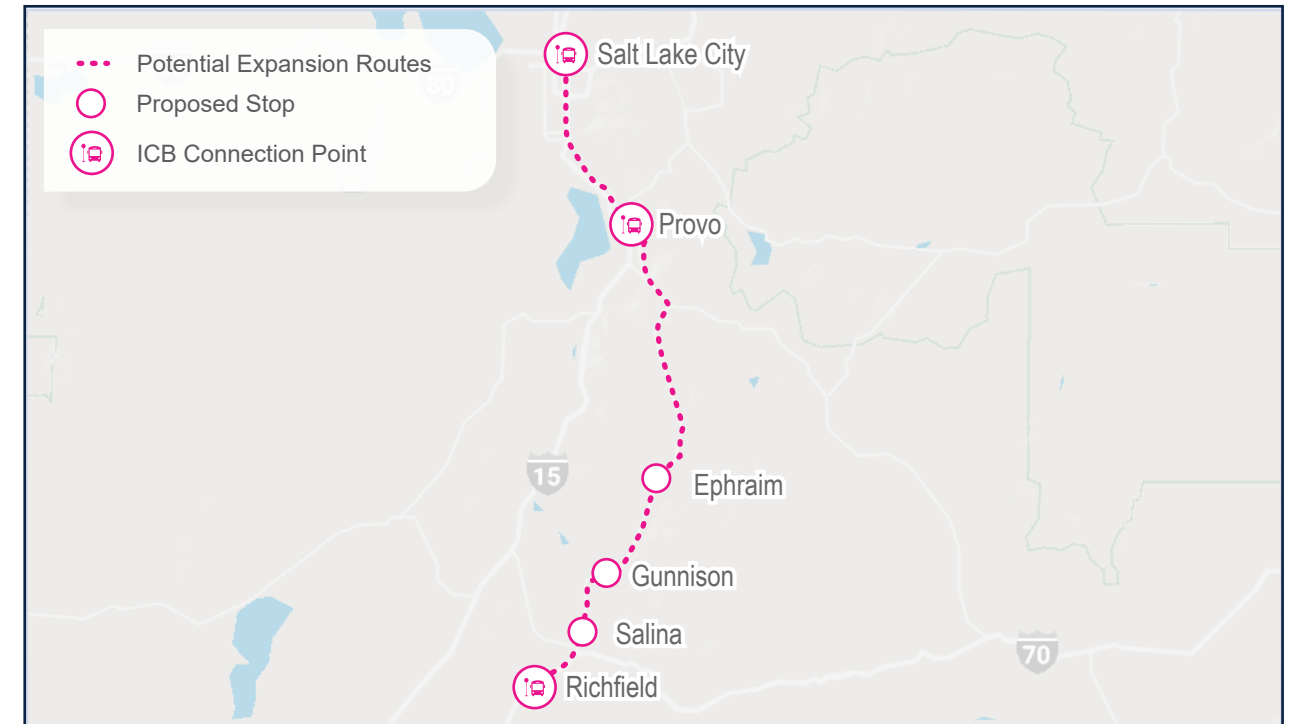 Potential Expansion Routes
Proposed Stop
ICB Connection Point
80
Salt Lake City
Provo
15
Ephraim
Gunnison
Salina
70
Richfield